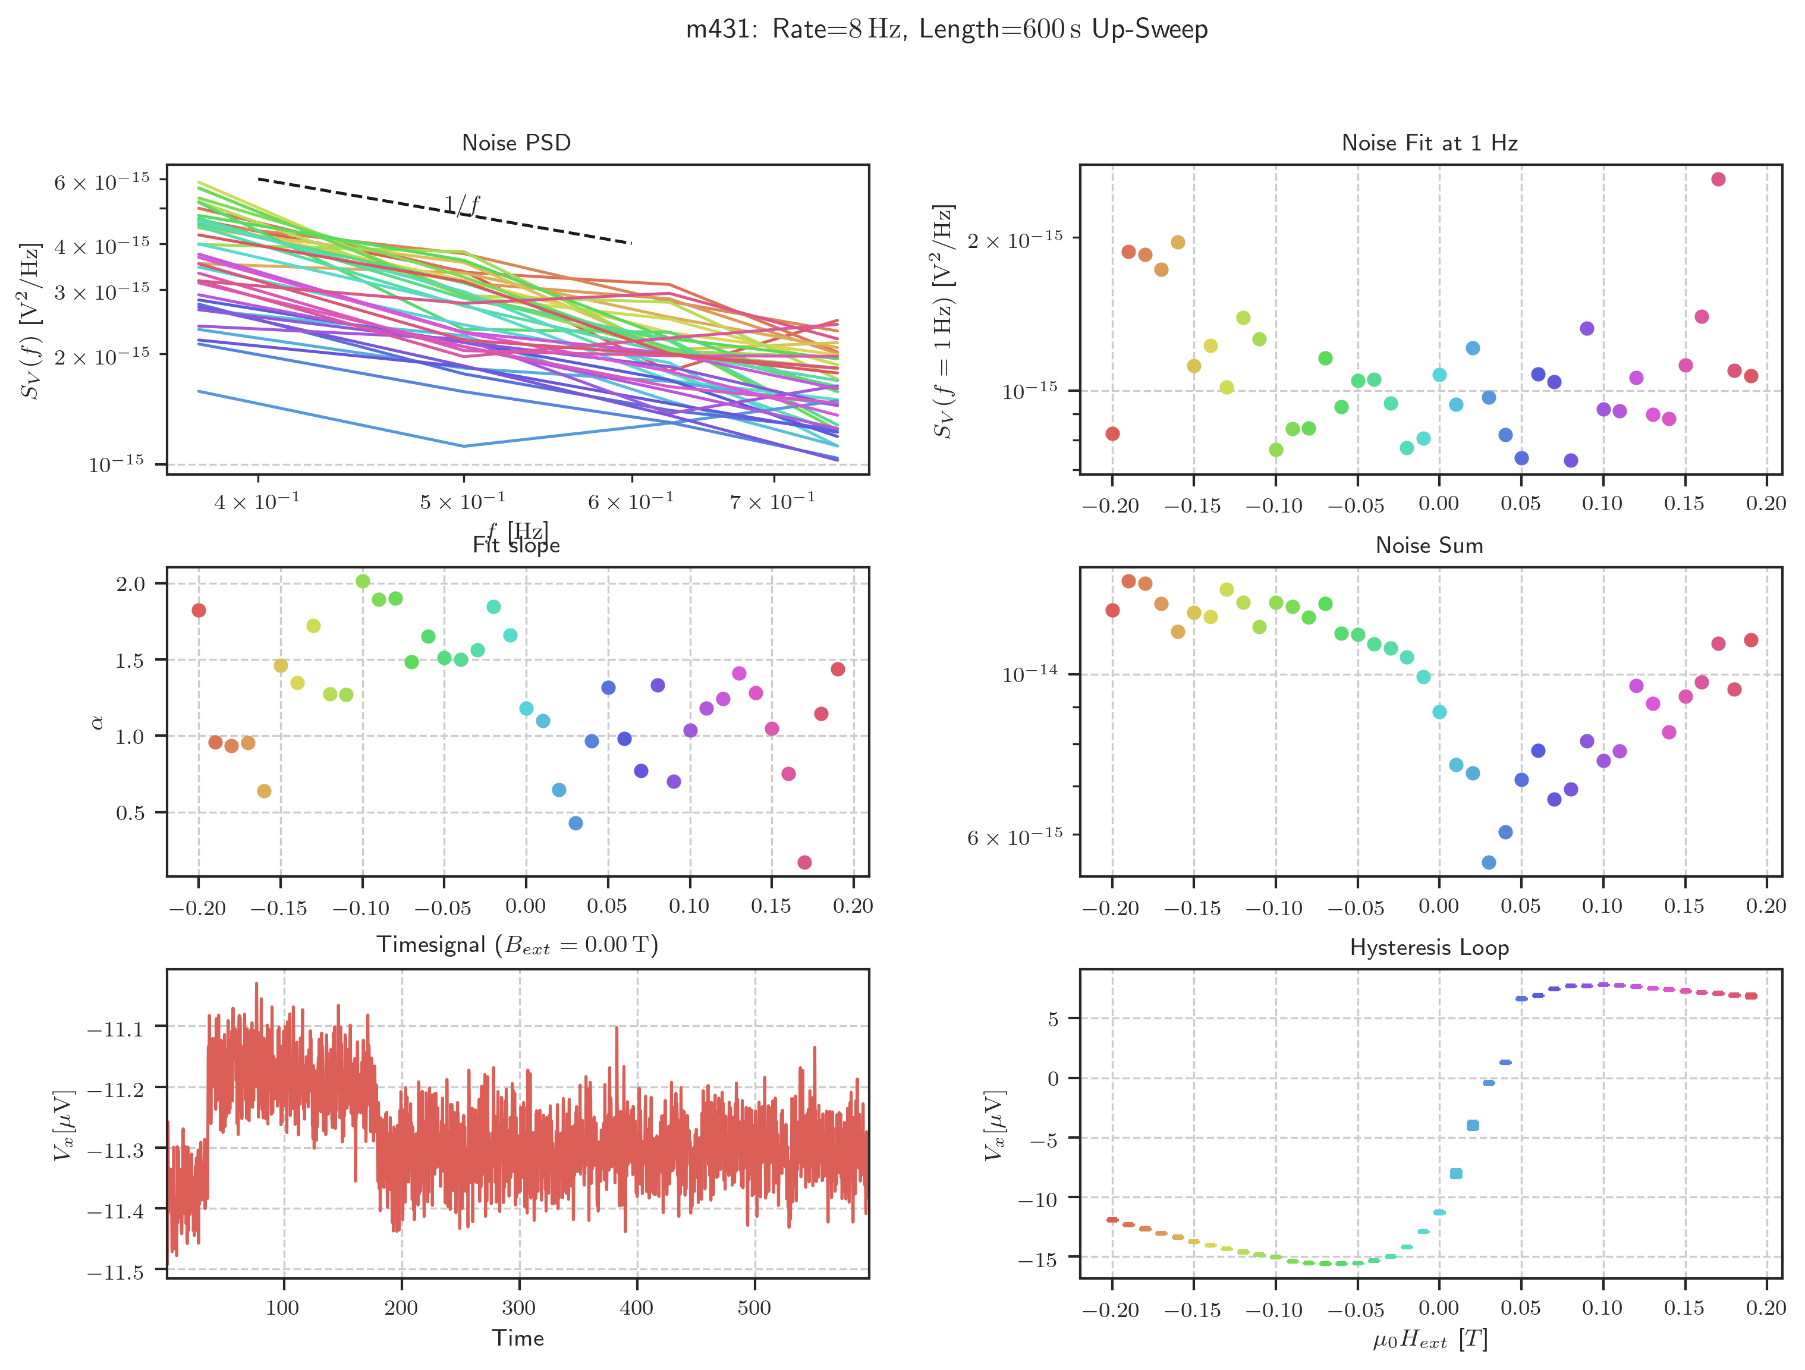 m431: Rate=8 Hz, Length=600 s Up-Sweep
Noise PSD
S_V(f) [V²/Hz]
6 × 10⁻¹⁵
4 × 10⁻¹⁵
3 × 10⁻¹⁵
2 × 10⁻¹⁵
10⁻¹⁵
1/f
4 × 10⁻¹ 5 × 10⁻¹ 6 × 10⁻¹ 7 × 10⁻¹
f [Hz]
Noise Fit at 1 Hz
S_V(f = 1 Hz) [V²/Hz]
2 × 10⁻¹⁵
10⁻¹⁵
−0.20 −0.15 −0.10 −0.05 0.00 0.05 0.10 0.15 0.20
Fit slope
α
2.0
1.5
1.0
0.5
−0.20 −0.15 −0.10 −0.05 0.00 0.05 0.10 0.15 0.20
Noise Sum
10⁻¹⁴
6 × 10⁻¹⁵
−0.20 −0.15 −0.10 −0.05 0.00 0.05 0.10 0.15 0.20
Timesignal (B_ext = 0.00 T)
V_x[μV]
−11.1
−11.2
−11.3
−11.4
−11.5
100 200 300 400 500
Time
Hysteresis Loop
V_x[μV]
5
0
−5
−10
−15
−0.20 −0.15 −0.10 −0.05 0.00 0.05 0.10 0.15 0.20
μ₀H_ext [T]